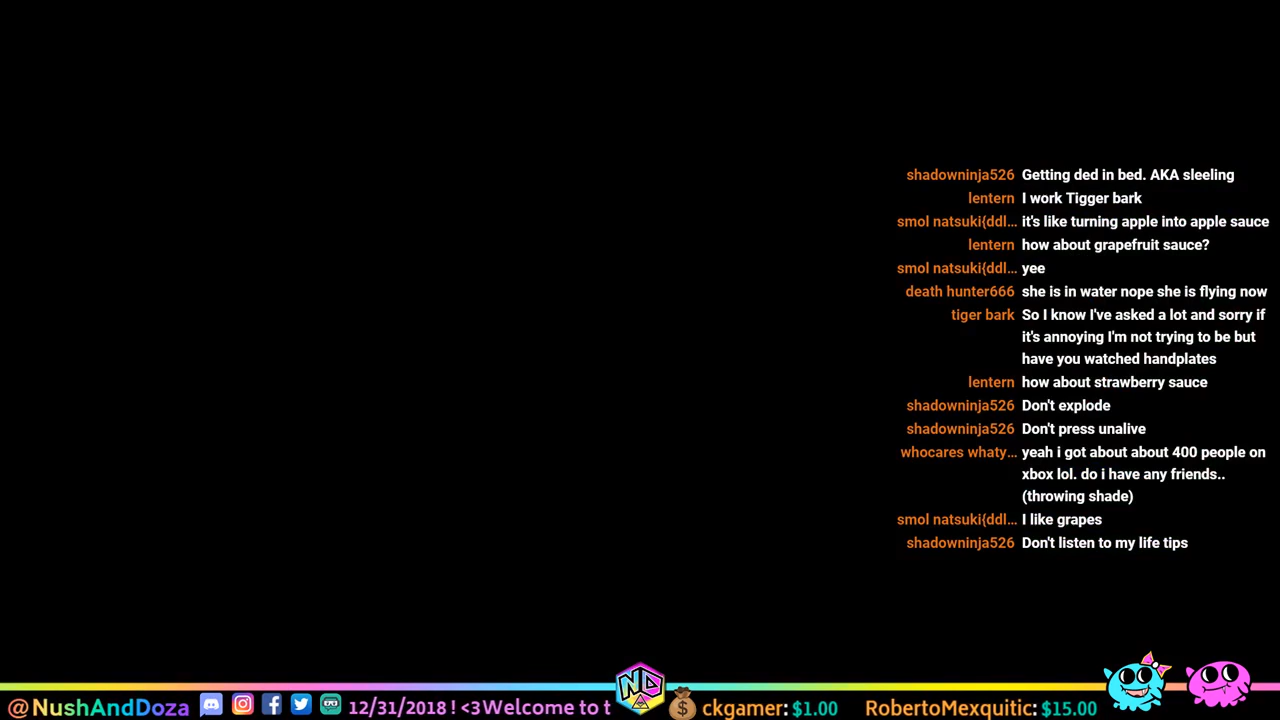 shadowninja526 Getting ded in bed. AKA sleeling
lentern I work Tigger bark
smol natsuki{ddl... it's like turning apple into apple sauce
lentern how about grapefruit sauce?
smol natsuki{ddl... yee
death hunter666 she is in water nope she is flying now
tiger bark So I know I've asked a lot and sorry if
it's annoying I'm not trying to be but
have you watched handplates
lentern how about strawberry sauce
shadowninja526 Don't explode
shadowninja526 Don't press unalive
whocares whaty... yeah i got about about 400 people on
xbox lol. do i have any friends..
(throwing shade)
smol natsuki{ddl... I like grapes
shadowninja526 Don't listen to my life tips
@NushAndDoza 12/31/2018 ! <3Welcome to t ND ckgamer: $1.00 RobertoMexquitic: $15.00